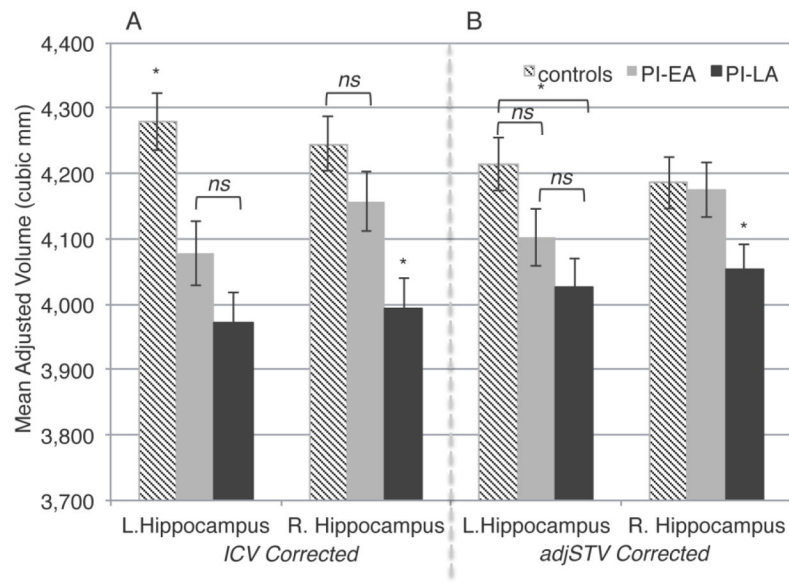 A
B
4,400
controls PI-EA PI-LA
*
*
4,300
ns
ns
ns
ns
4,200
4,100
*
*
4,000
3,900
3,800
3,700
Mean Adjusted Volume (cubic mm)
L.Hippocampus R. Hippocampus L.Hippocampus R. Hippocampus
ICV Corrected
adjSTV Corrected